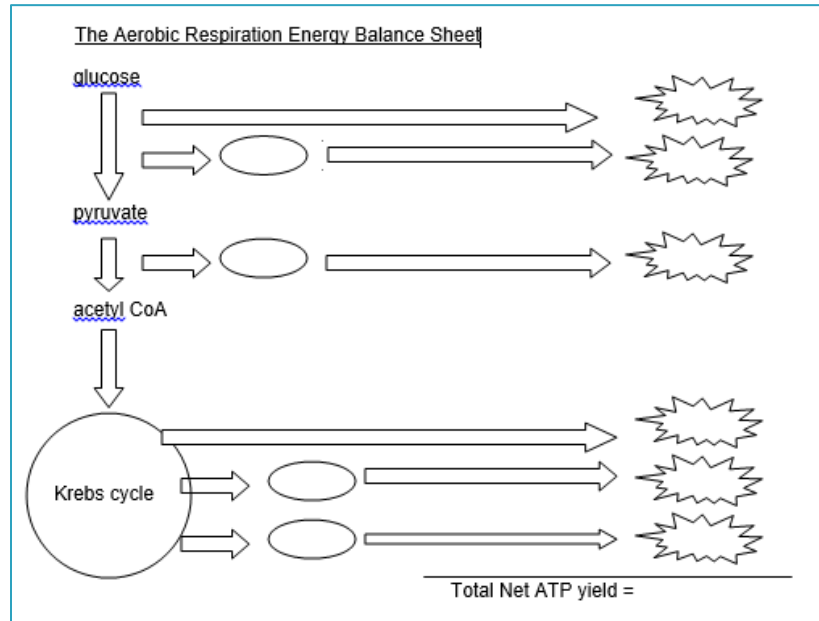 The Aerobic Respiration Energy Balance Sheet
glucose
pyruvate
acetyl CoA
Krebs cycle
Total Net ATP yield =